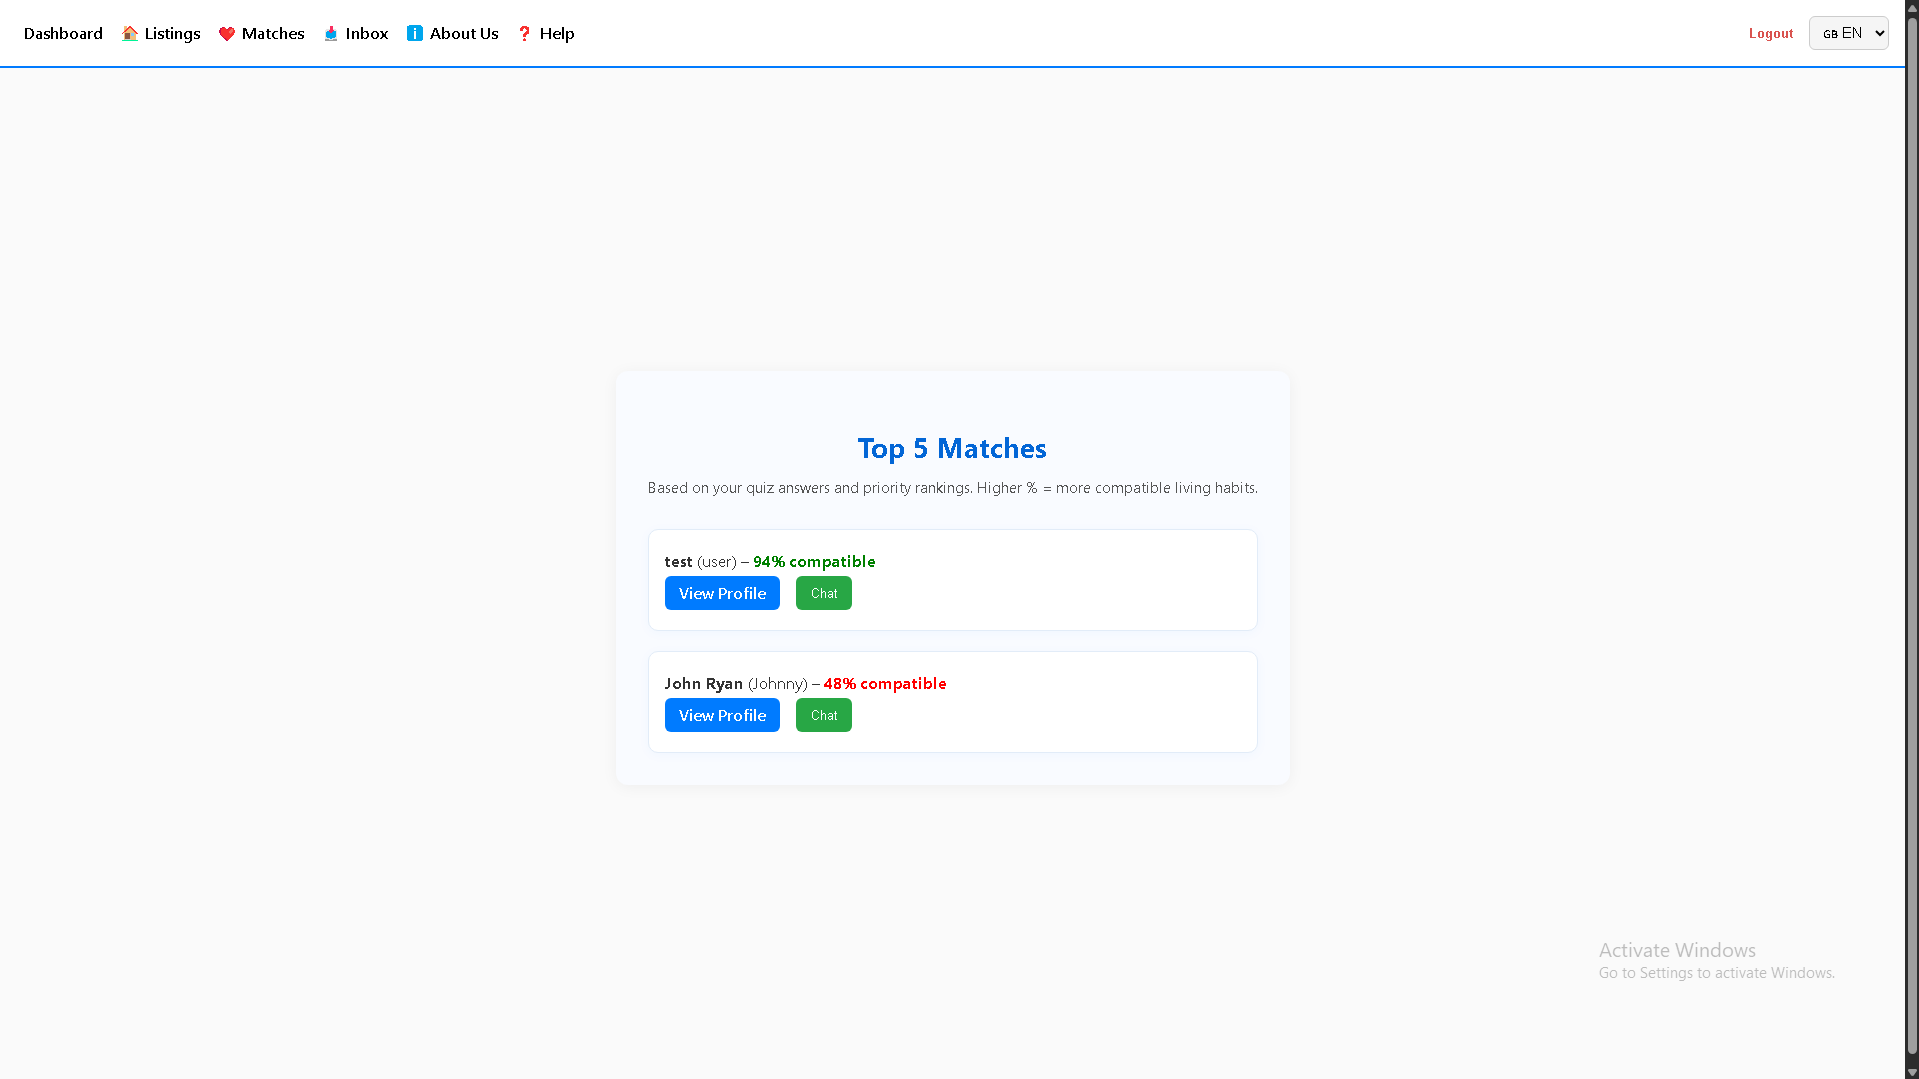 Dashboard Listings Matches Inbox About Us Help Logout GB EN
Top 5 Matches
Based on your quiz answers and priority rankings. Higher % = more compatible living habits.
test (user) – 94% compatible
View Profile Chat
John Ryan (Johnny) – 48% compatible
View Profile Chat
Activate Windows
Go to Settings to activate Windows.